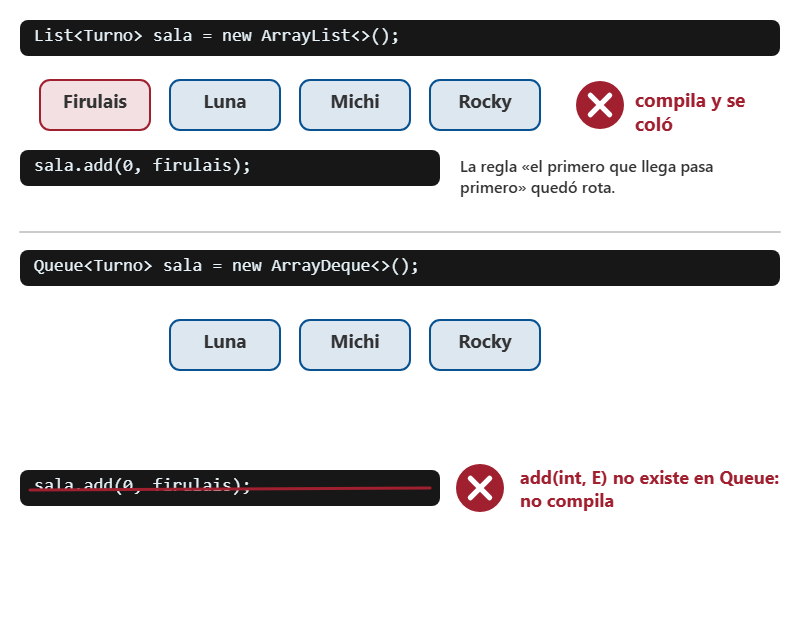 List<Turno> sala = new ArrayList<>();
Firulais
Luna
Michi
Rocky
compila y se
coló
sala.add(0, firulais);
La regla «el primero que llega pasa
primero» quedó rota.
Queue<Turno> sala = new ArrayDeque<>();
Luna
Michi
Rocky
sala.add(0, firulais);
add(int, E) no existe en Queue:
no compila